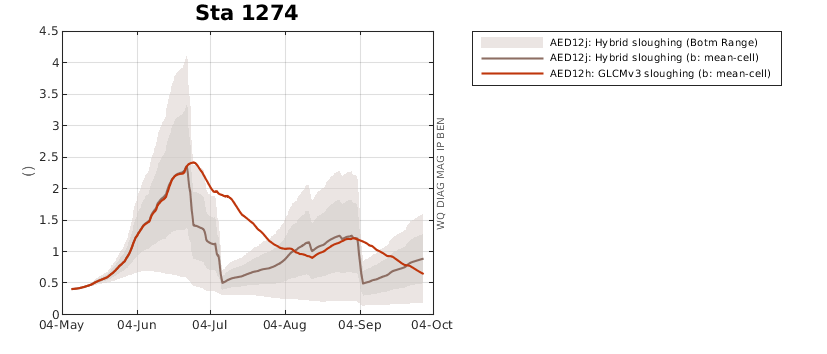 Sta 1274
4.5
4
3.5
3
2.5
2
1.5
1
0.5
0
()
04-May
04-Jun
04-Jul
04-Aug
04-Sep
04-Oct
WQ DIAG MAG IP BEN
AED12j: Hybrid sloughing (Botm Range)
AED12j: Hybrid sloughing (b: mean-cell)
AED12h: GLCMv3 sloughing (b: mean-cell)